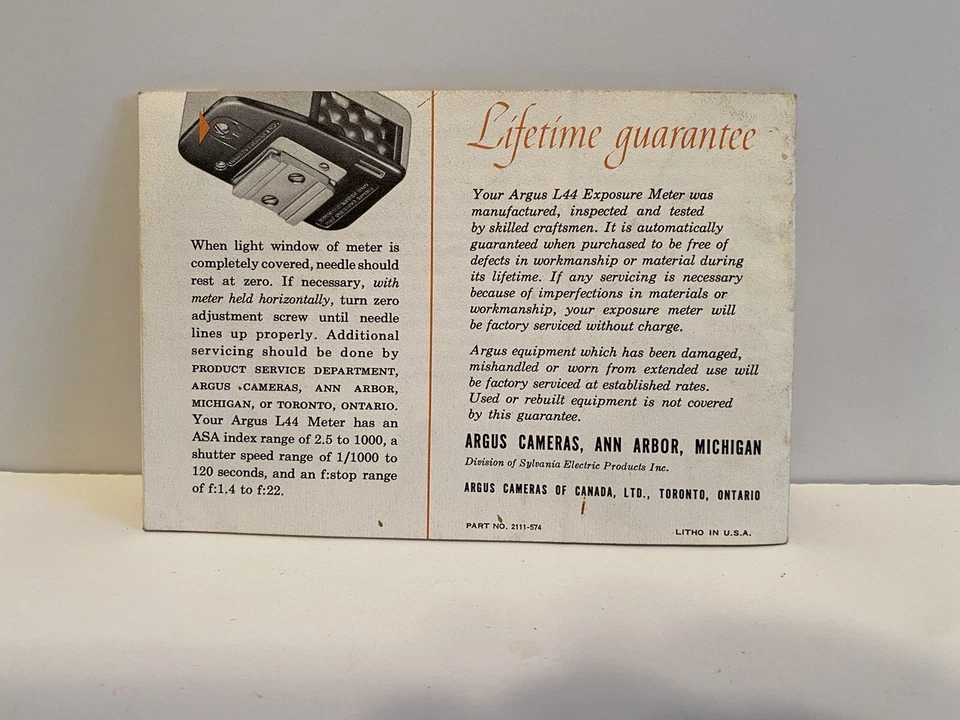 When light window of meter is
completely covered, needle should
rest at zero. If necessary, with
meter held horizontally, turn zero
adjustment screw until needle
lines up properly. Additional
servicing should be done by
PRODUCT SERVICE DEPARTMENT,
ARGUS CAMERAS, ANN ARBOR,
MICHIGAN, or TORONTO, ONTARIO.
Your Argus L44 Meter has an
ASA index range of 2.5 to 1000, a
shutter speed range of 1/1000 to
120 seconds, and an f:stop range
of f:1.4 to f:22.
Lifetime guarantee
Your Argus L44 Exposure Meter was
manufactured, inspected and tested
by skilled craftsmen. It is automatically
guaranteed when purchased to be free of
defects in workmanship or material during
its lifetime. If any servicing is necessary
because of imperfections in materials or
workmanship, your exposure meter will
be factory serviced without charge.
Argus equipment which has been damaged,
mishandled or worn from extended use will
be factory serviced at established rates.
Used or rebuilt equipment is not covered
by this guarantee.
ARGUS CAMERAS, ANN ARBOR, MICHIGAN
Division of Sylvania Electric Products Inc.
ARGUS CAMERAS OF CANADA, LTD., TORONTO, ONTARIO
PART NO. 2111-574
LITHO IN U.S.A.